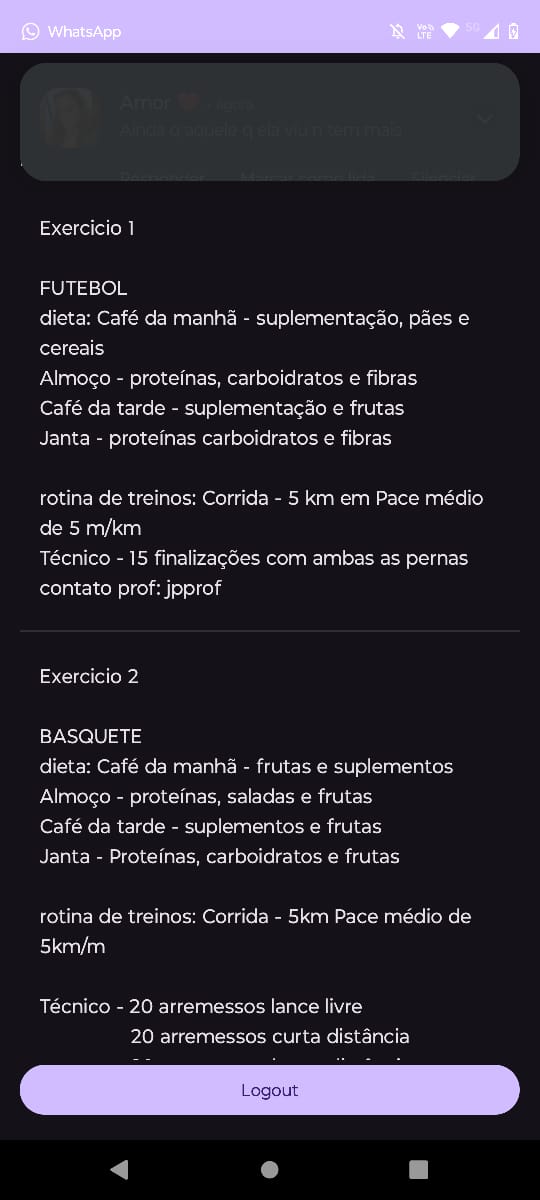 WhatsApp
Vo))
LTE
5G
Amor ❤️ • agora
Ainda q aquele q ela viu n tem mais
Responder Marcar como lida Silenciar
Exercicio 1
FUTEBOL
dieta: Café da manhã - suplementação, pães e
cereais
Almoço - proteínas, carboidratos e fibras
Café da tarde - suplementação e frutas
Janta - proteínas carboidratos e fibras
rotina de treinos: Corrida - 5 km em Pace médio
de 5 m/km
Técnico - 15 finalizações com ambas as pernas
contato prof: jpprof
Exercicio 2
BASQUETE
dieta: Café da manhã - frutas e suplementos
Almoço - proteínas, saladas e frutas
Café da tarde - suplementos e frutas
Janta - Proteínas, carboidratos e frutas
rotina de treinos: Corrida - 5km Pace médio de
5km/m
Técnico - 20 arremessos lance livre
20 arremessos curta distância
Logout